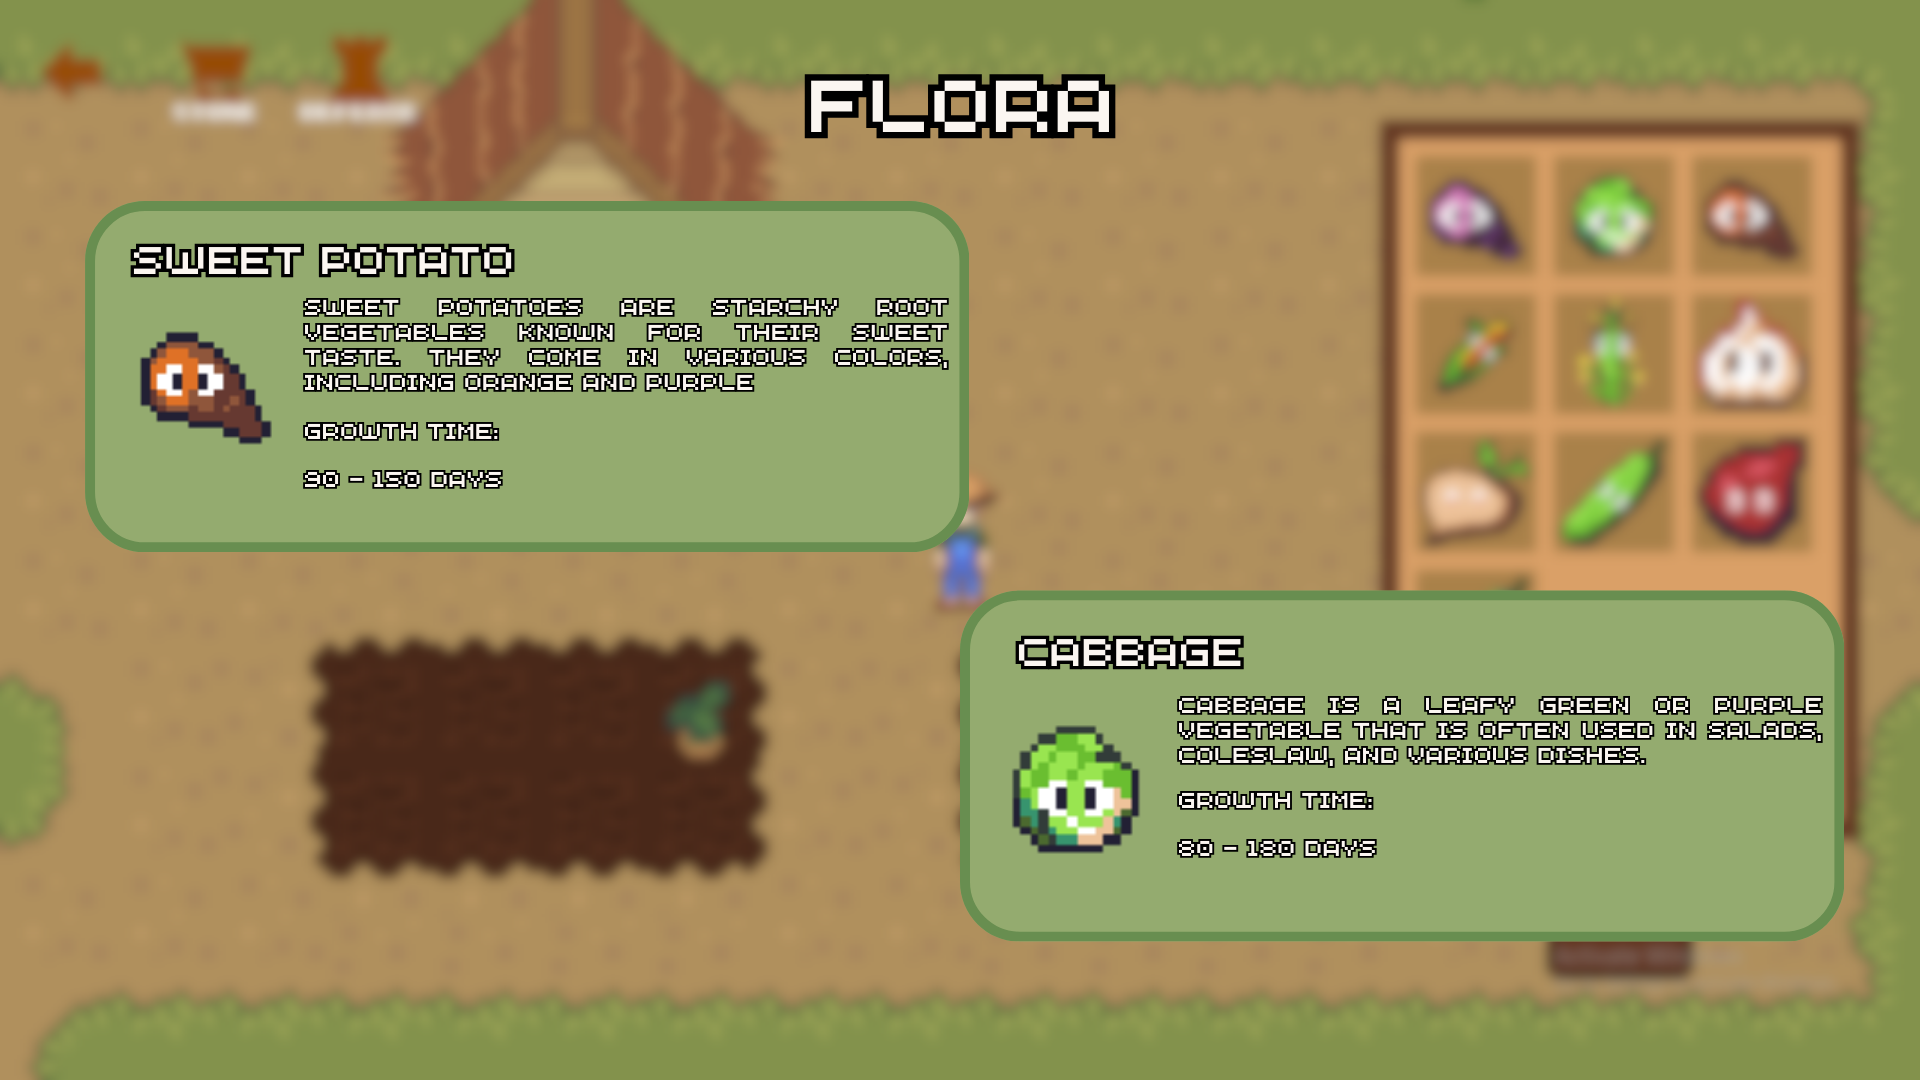 FLORA
SWEET POTATO
SWEET POTATOES ARE STARCHY ROOT
VEGETABLES KNOWN FOR THEIR SWEET
TASTE. THEY COME IN VARIOUS COLORS,
INCLUDING ORANGE AND PURPLE
GROWTH TIME:
90 - 150 DAYS
CABBAGE
CABBAGE IS A LEAFY GREEN OR PURPLE
VEGETABLE THAT IS OFTEN USED IN SALADS,
COLESLAW, AND VARIOUS DISHES.
GROWTH TIME:
80 - 180 DAYS